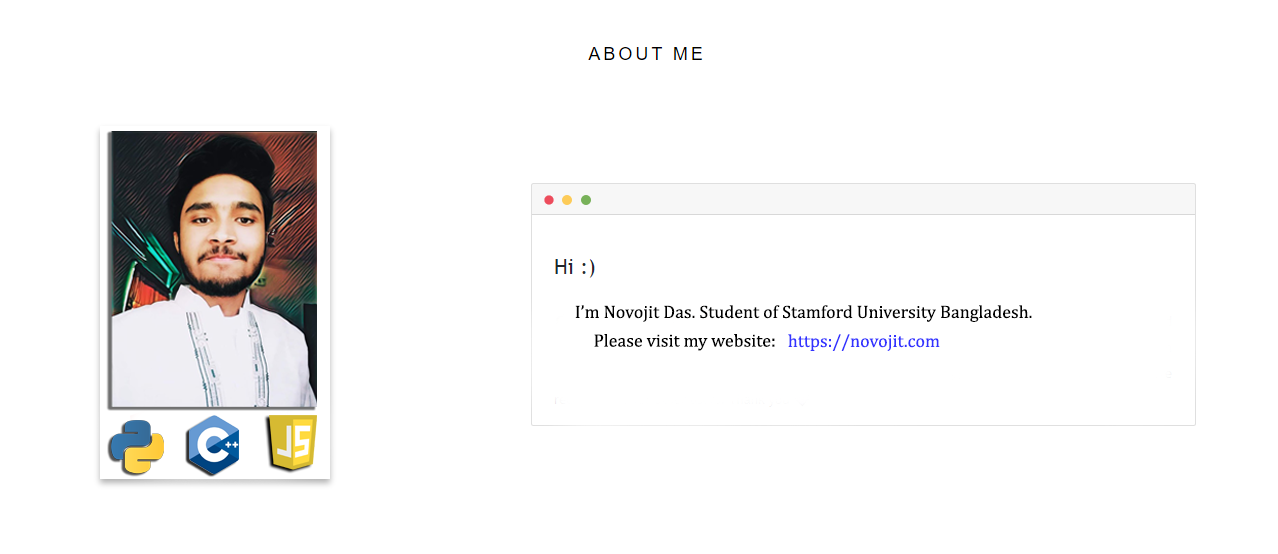 ABOUT ME
Hi :)
I'm Novojit Das. Student of Stamford University Bangladesh.
Please visit my website: https://novojit.com
C++
JS